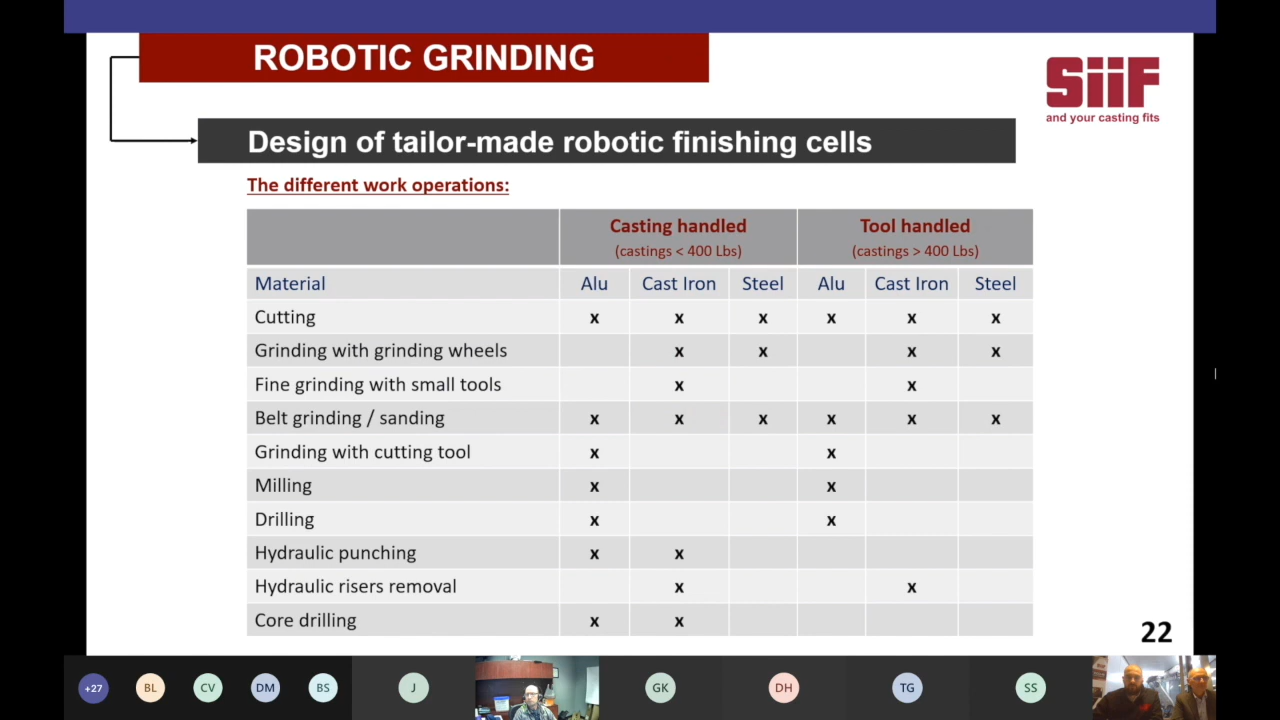 ROBOTIC GRINDING
SiiF
and your casting fits
Design of tailor-made robotic finishing cells
The different work operations:
Casting handled Tool handled
(castings < 400 Lbs) (castings > 400 Lbs)
Material Alu Cast Iron Steel Alu Cast Iron Steel
Cutting x x x x x x
Grinding with grinding wheels x x x x
Fine grinding with small tools x x
Belt grinding / sanding x x x x x x
Grinding with cutting tool x x
Milling x x
Drilling x x
Hydraulic punching x x
Hydraulic risers removal x x
Core drilling x x
22
+27 BL CV DM BS J GK DH TG SS